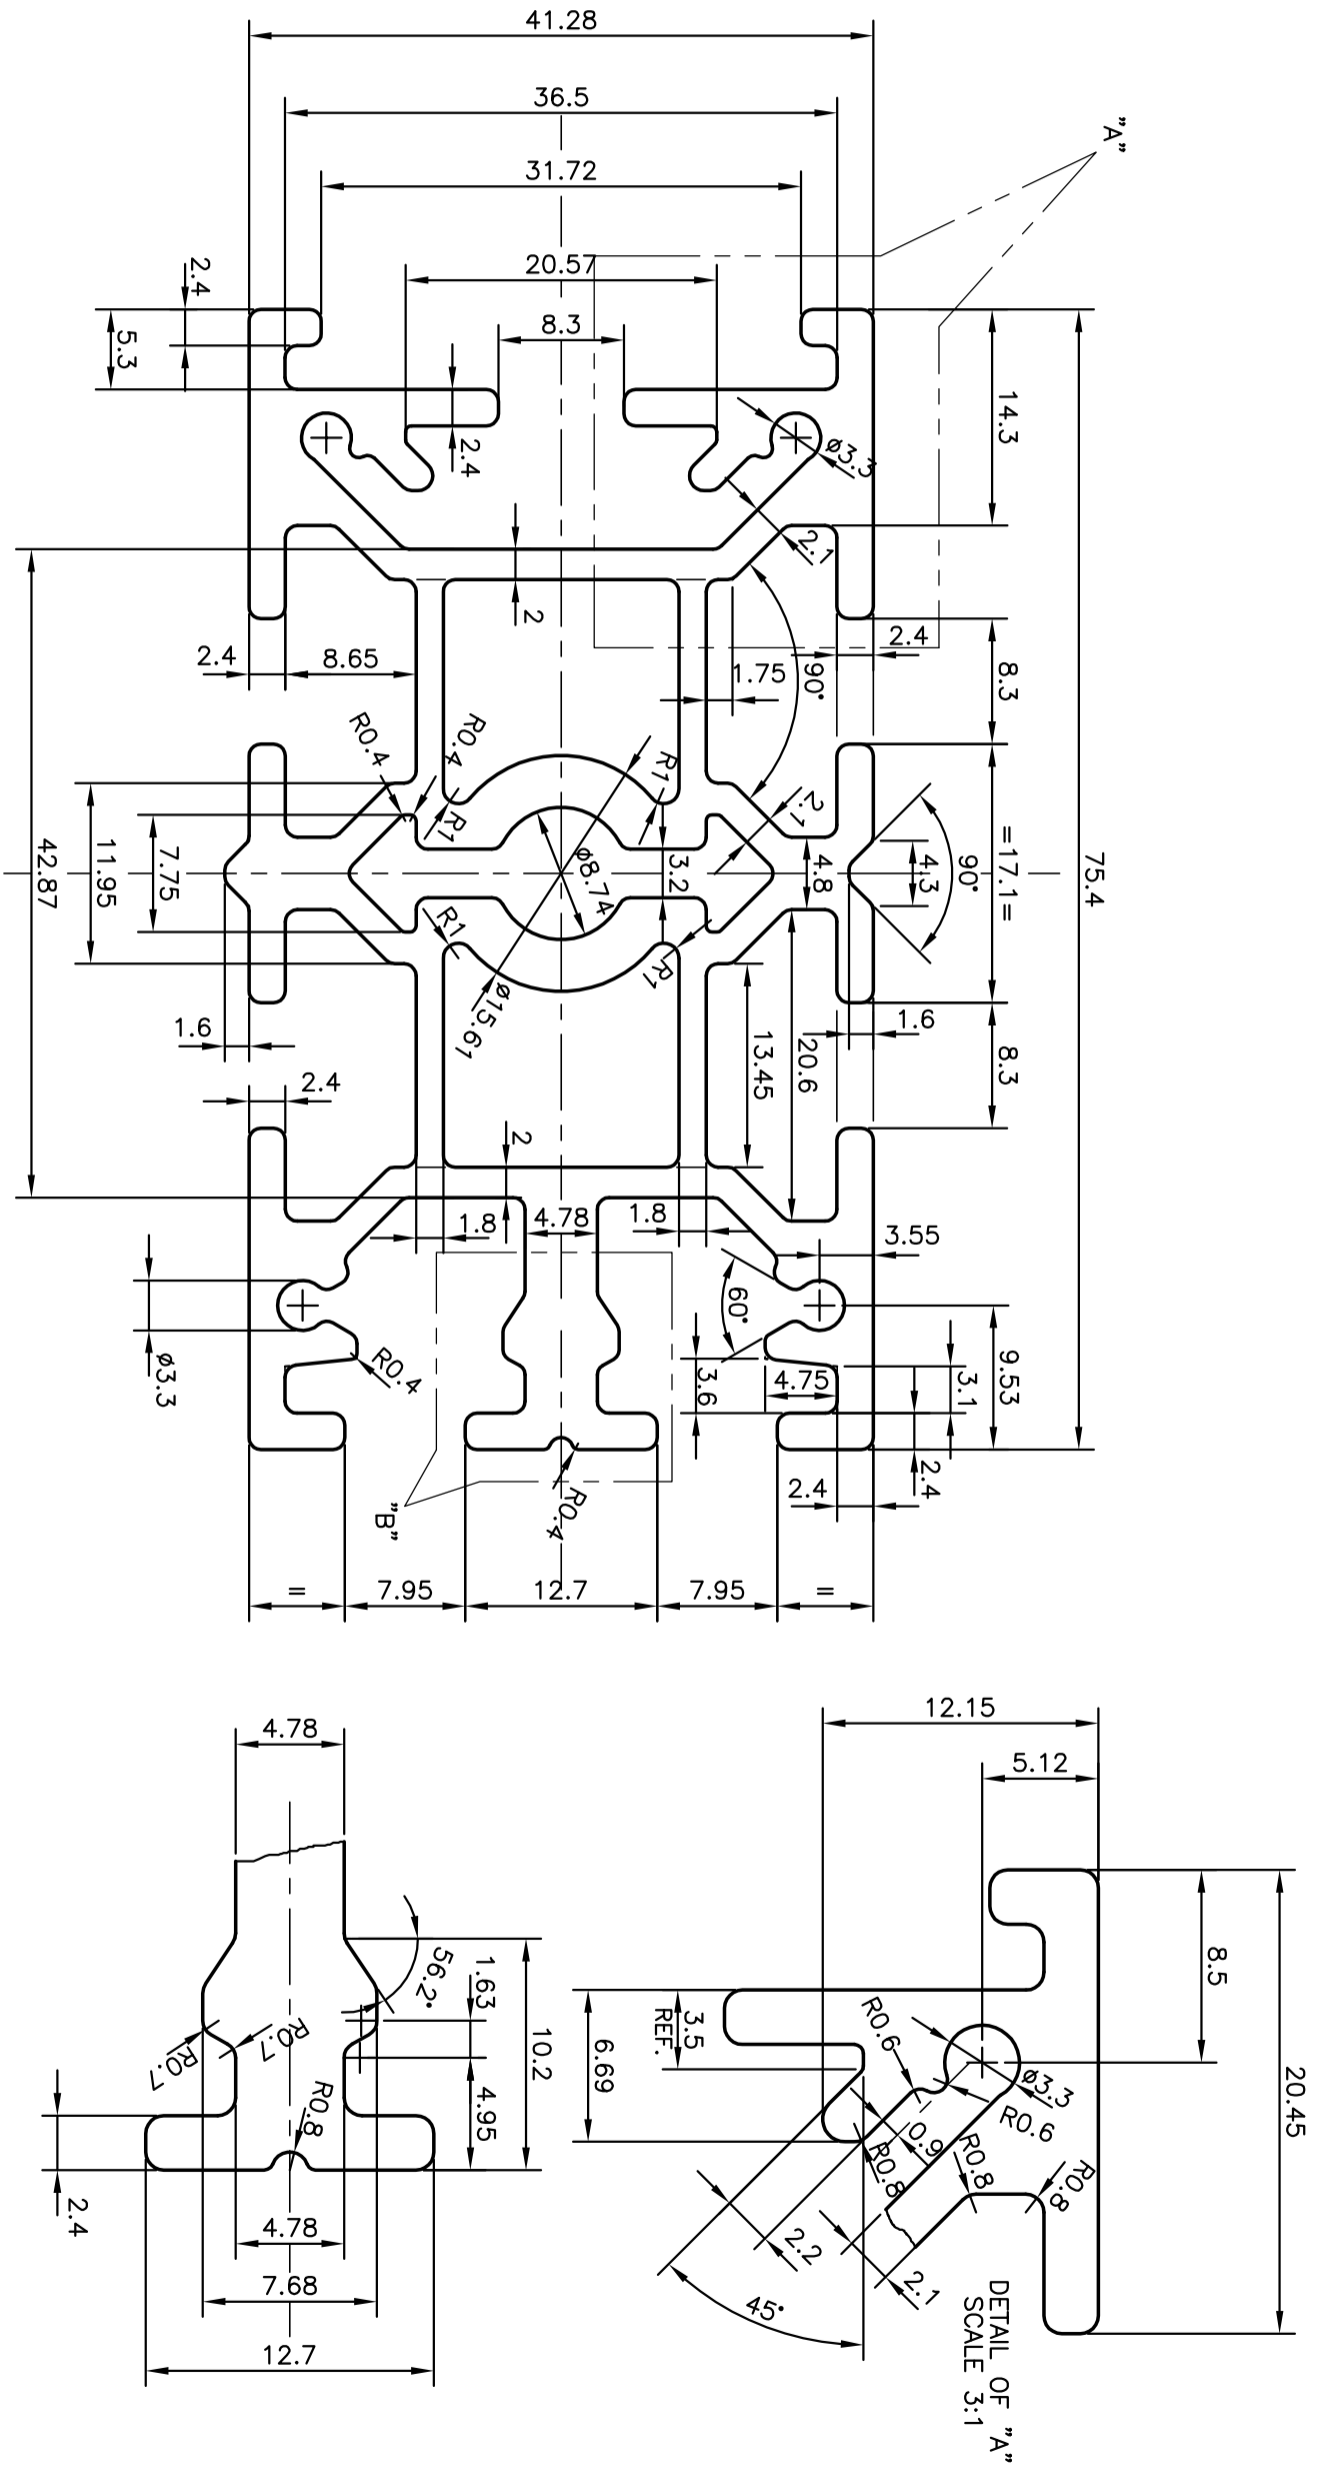 41.28
36.5
31.72
20.57
8.3
"A"
2.4
5.3
2.4
ø3.3
14.3
2.1
2
2.4
8.65
2.4
8.3
1.75
90°
75.4
=17.1=
R0.4
R0.4
R1
R1
2.1
4.3
90°
42.87
11.95
7.75
ø8.74
3.2
4.8
R1
R1
ø15.61
1.6
1.6
8.3
13.45
20.6
2.4
2
1.8
4.78
1.8
3.55
60°
9.53
ø3.3
R0.4
3.6
4.75
3.1
2.4
2.4
R0.4
"B"
=
7.95
12.7
7.95
=
12.15
5.12
4.78
8.5
20.45
56.2°
1.63
10.2
4.95
3.5
REF.
6.69
R0.6
ø3.3
R0.6
0.9
R0.8
R0.8
R0.8
R0.7
R0.7
R0.8
2.4
4.78
7.68
12.7
2.2
2.1
45°
DETAIL OF "A"
SCALE 3:1